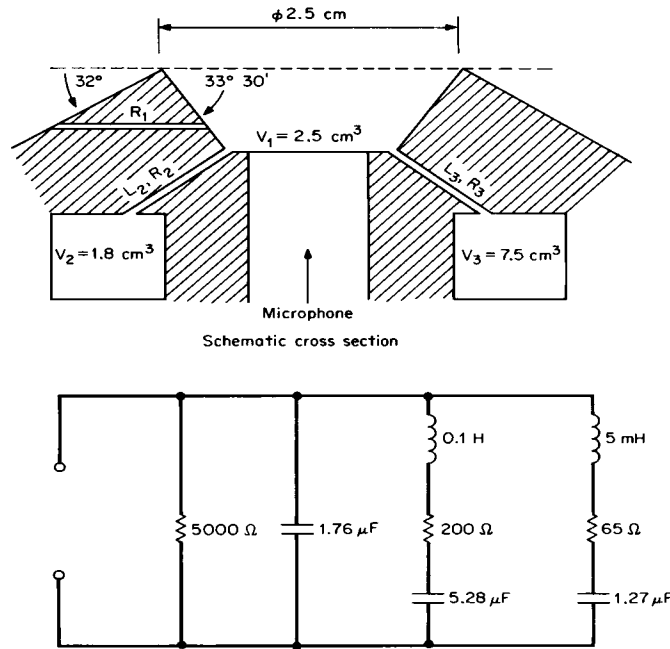 φ2.5 cm
32°
33° 30'
R₁
V₁ = 2.5 cm³
L₂, R₂
L₃, R₃
V₂ = 1.8 cm³
V₃ = 7.5 cm³
Microphone
Schematic cross section
0.1 H
5 mH
5000 Ω
1.76 μF
200 Ω
65 Ω
5.28 μF
1.27 μF